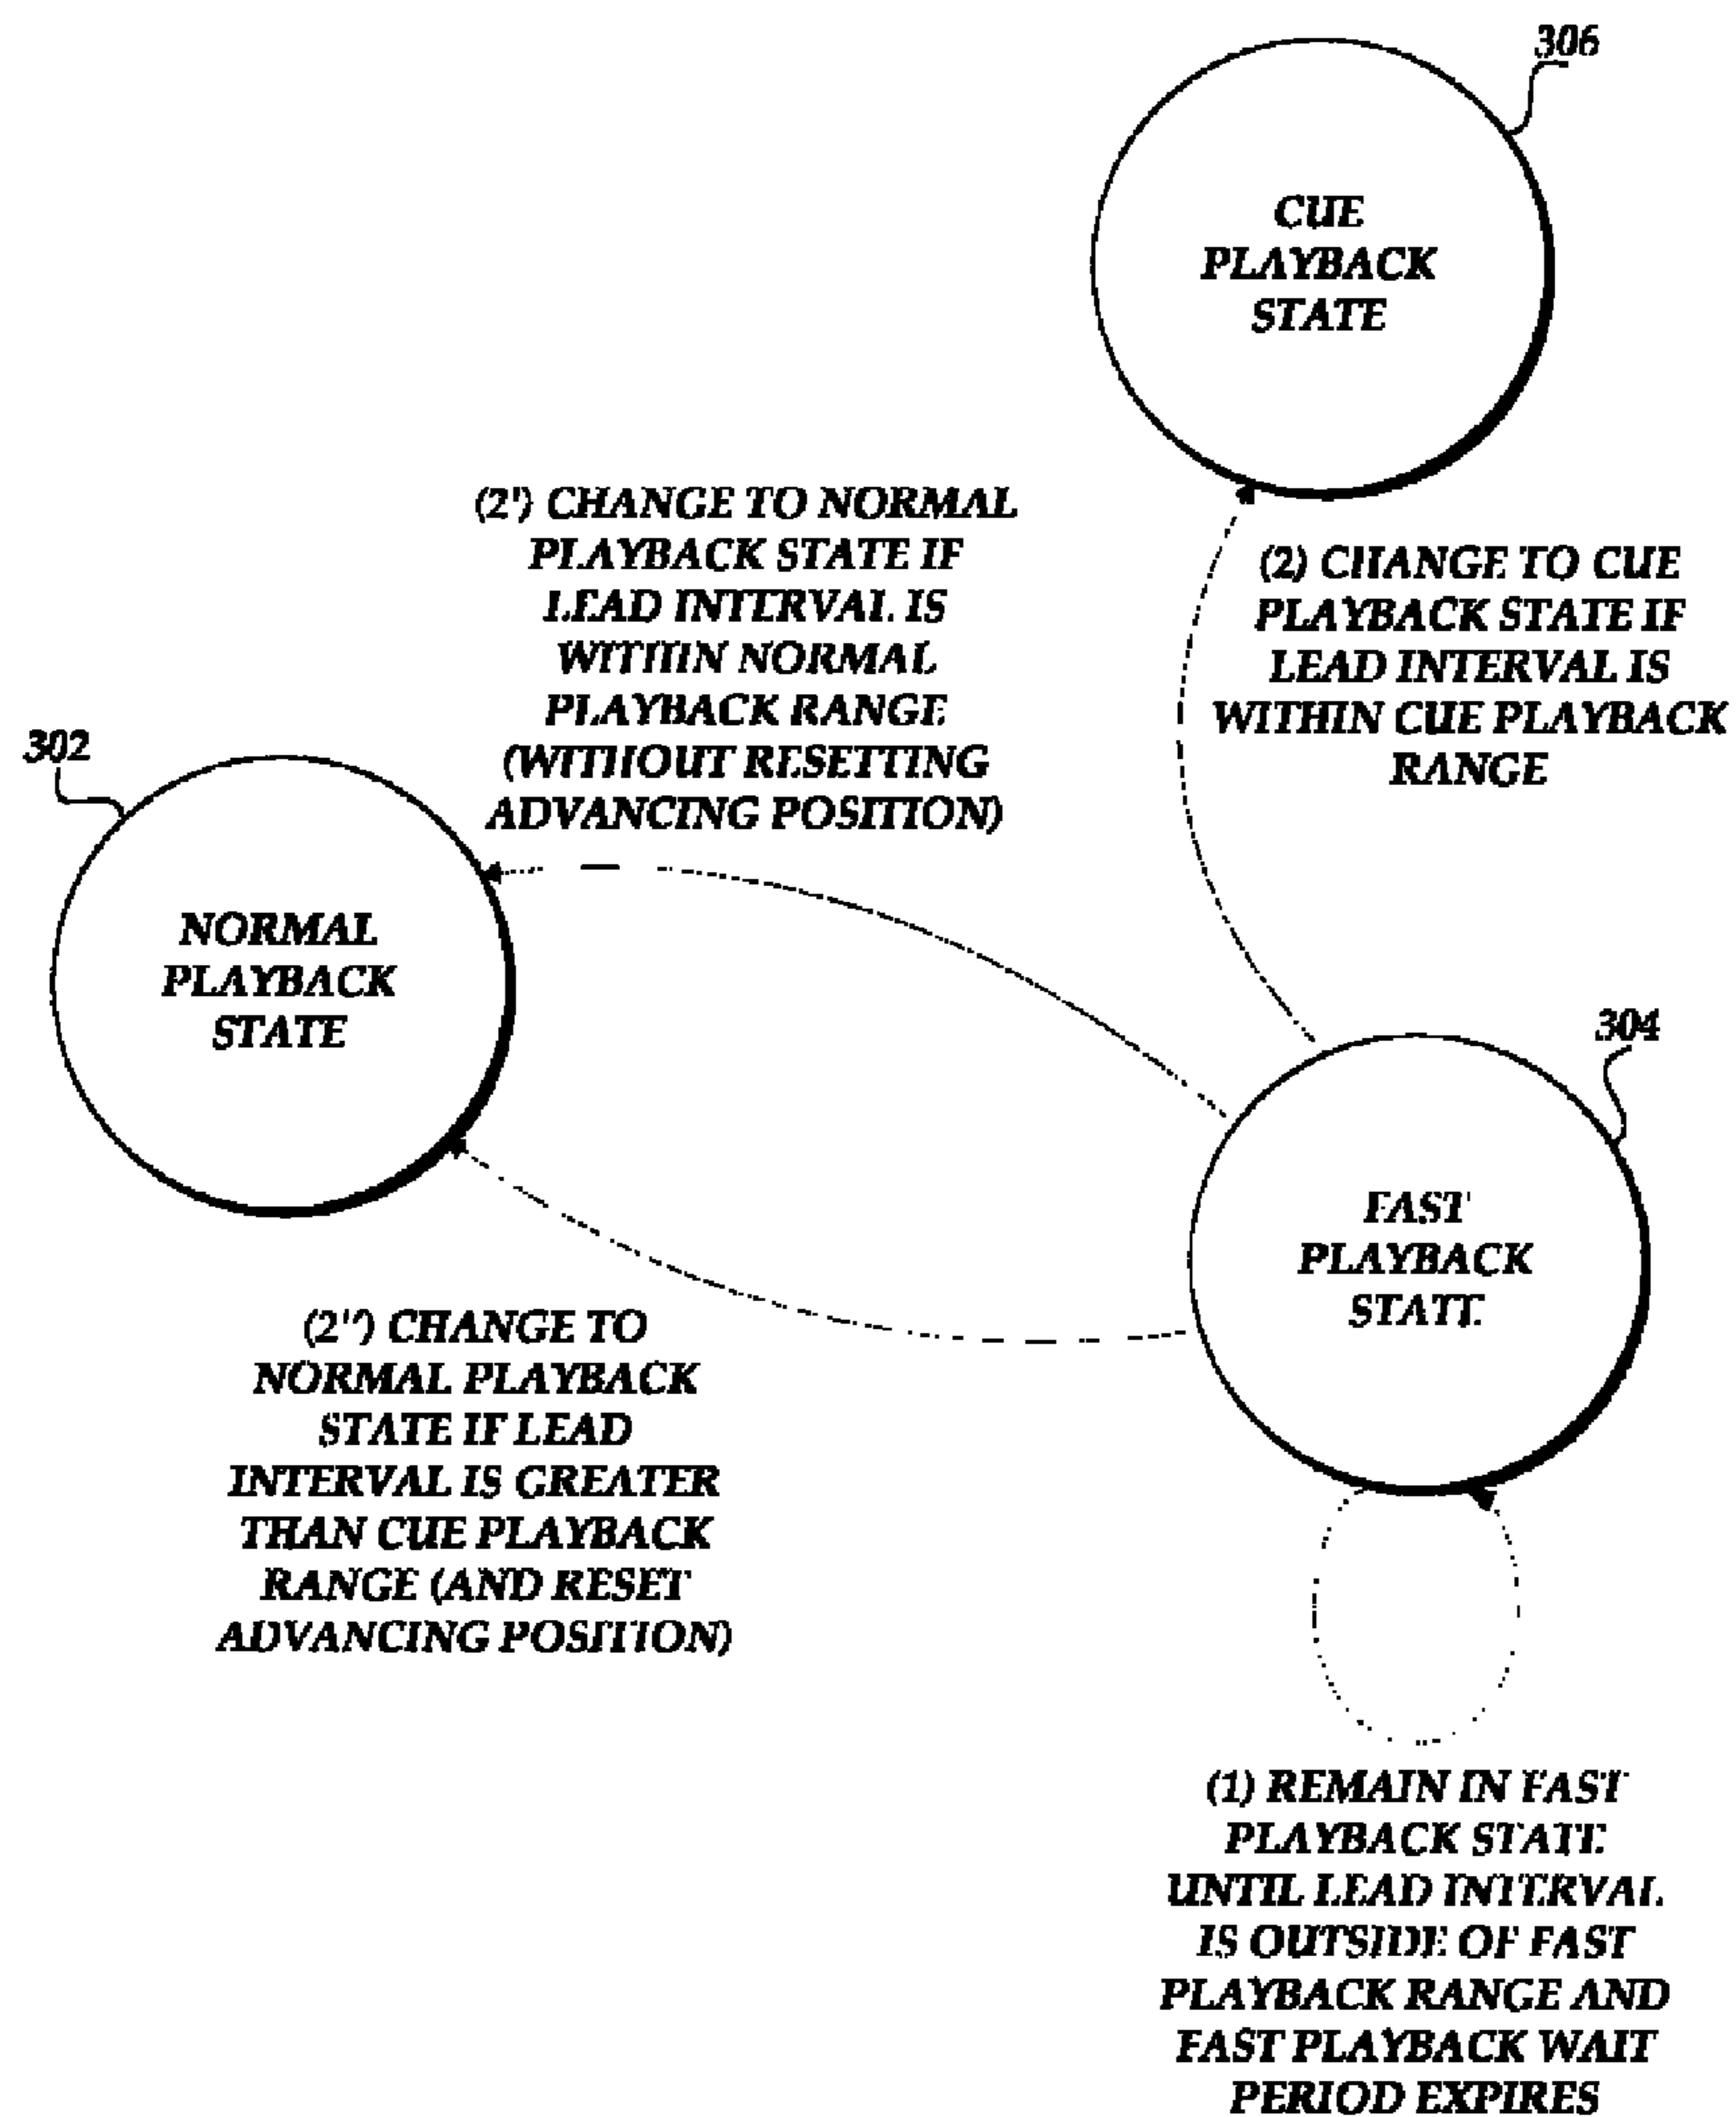 306
CUE
PLAYBACK
STATE
(2') CHANGE TO NORMAL
PLAYBACK STATE IF
LEAD INTERVAL IS
WITHIN NORMAL
PLAYBACK RANGE
(WITHOUT RESETTING
ADVANCING POSITION)
(2) CHANGE TO CUE
PLAYBACK STATE IF
LEAD INTERVAL IS
WITHIN CUE PLAYBACK
RANGE
302
NORMAL
PLAYBACK
STATE
304
FAST
PLAYBACK
STATE
(2'') CHANGE TO
NORMAL PLAYBACK
STATE IF LEAD
INTERVAL IS GREATER
THAN CUE PLAYBACK
RANGE (AND RESET
ADVANCING POSITION)
(1) REMAIN IN FAST
PLAYBACK STATE
UNTIL LEAD INTERVAL
IS OUTSIDE OF FAST
PLAYBACK RANGE AND
FAST PLAYBACK WAIT
PERIOD EXPIRES